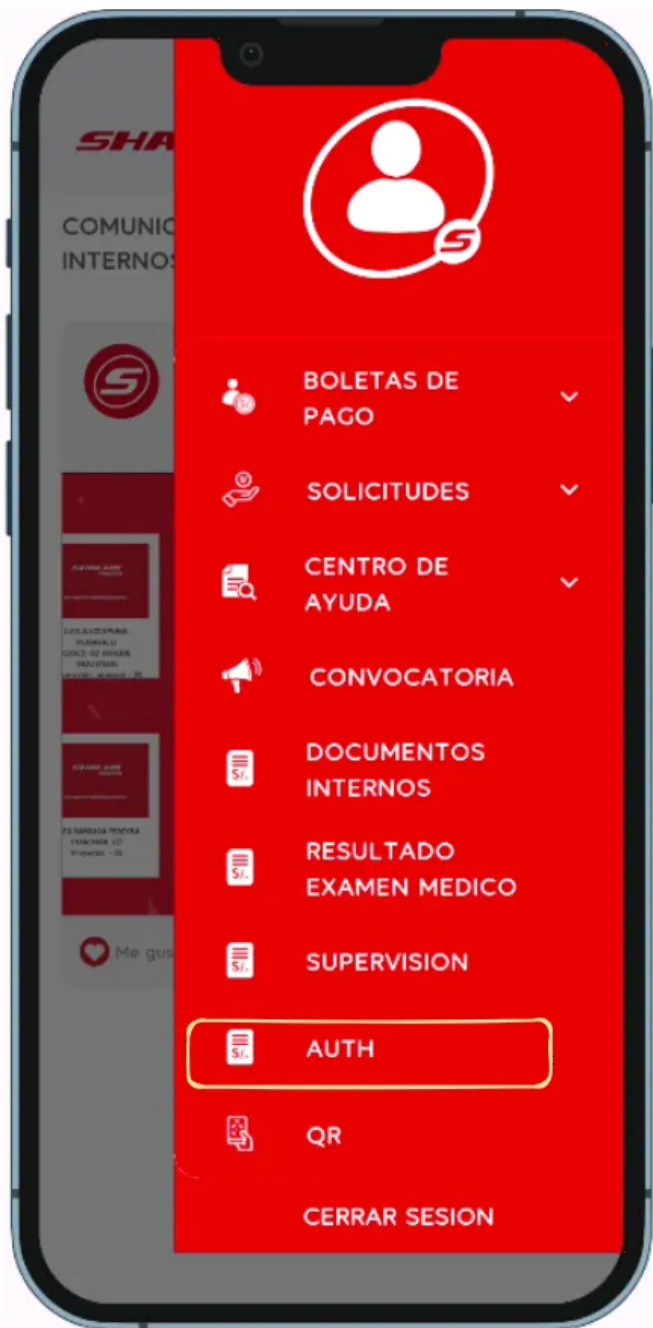 SHA
COMUNIC
INTERNOS
BOLETAS DE
PAGO
SOLICITUDES
CENTRO DE
AYUDA
CONVOCATORIA
S/.
DOCUMENTOS
INTERNOS
S/.
RESULTADO
EXAMEN MEDICO
S/.
SUPERVISION
S/.
AUTH
QR
CERRAR SESION
Me gus